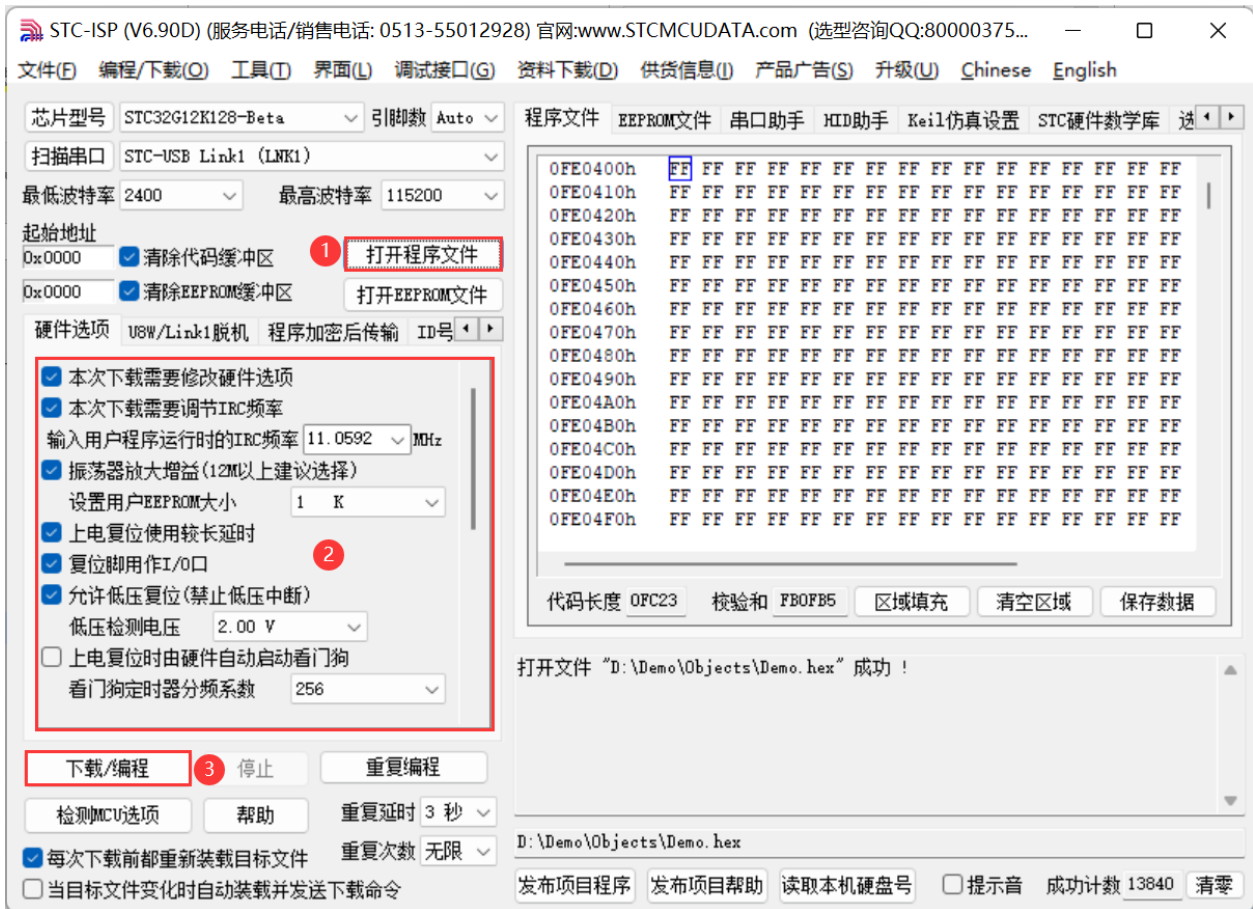 STC-ISP (V6.90D) (服务电话/销售电话: 0513-55012928) 官网:www.STCMCUDATA.com (选型咨询QQ:80000375...
文件(F) 编程/下载(O) 工具(T) 界面(L) 调试接口(G) 资料下载(D) 供货信息(I) 产品广告(S) 升级(U) Chinese English
芯片型号 STC32G12K128-Beta 引脚数 Auto
扫描串口 STC-USB Link1 (LNK1)
最低波特率 2400 最高波特率 115200
起始地址
0x0000 清除代码缓冲区 1 打开程序文件
0x0000 清除EEPROM缓冲区 打开EEPROM文件
硬件选项 U8W/Link1脱机 程序加密后传输 ID号
本次下载需要修改硬件选项
本次下载需要调节IRC频率
输入用户程序运行时的IRC频率 11.0592 MHz
振荡器放大增益(12M以上建议选择)
设置用户EEPROM大小 1 K
上电复位使用较长延时
复位脚用作I/O口 2
允许低压复位(禁止低压中断)
低压检测电压 2.00 V
上电复位时由硬件自动启动看门狗
看门狗定时器分频系数 256
下载/编程 3 停止 重复编程
检测MCU选项 帮助 重复延时 3 秒
每次下载前都重新装载目标文件 重复次数 无限
当目标文件变化时自动装载并发送下载命令
程序文件 EEPROM文件 串口助手 HID助手 Keil仿真设置 STC硬件数学库 选
0FE0400h FF FF FF FF FF FF FF FF FF FF FF FF FF FF FF FF
0FE0410h FF FF FF FF FF FF FF FF FF FF FF FF FF FF FF FF
0FE0420h FF FF FF FF FF FF FF FF FF FF FF FF FF FF FF FF
0FE0430h FF FF FF FF FF FF FF FF FF FF FF FF FF FF FF FF
0FE0440h FF FF FF FF FF FF FF FF FF FF FF FF FF FF FF FF
0FE0450h FF FF FF FF FF FF FF FF FF FF FF FF FF FF FF FF
0FE0460h FF FF FF FF FF FF FF FF FF FF FF FF FF FF FF FF
0FE0470h FF FF FF FF FF FF FF FF FF FF FF FF FF FF FF FF
0FE0480h FF FF FF FF FF FF FF FF FF FF FF FF FF FF FF FF
0FE0490h FF FF FF FF FF FF FF FF FF FF FF FF FF FF FF FF
0FE04A0h FF FF FF FF FF FF FF FF FF FF FF FF FF FF FF FF
0FE04B0h FF FF FF FF FF FF FF FF FF FF FF FF FF FF FF FF
0FE04C0h FF FF FF FF FF FF FF FF FF FF FF FF FF FF FF FF
0FE04D0h FF FF FF FF FF FF FF FF FF FF FF FF FF FF FF FF
0FE04E0h FF FF FF FF FF FF FF FF FF FF FF FF FF FF FF FF
0FE04F0h FF FF FF FF FF FF FF FF FF FF FF FF FF FF FF FF
代码长度 0FC23 校验和 FB0FB5 区域填充 清空区域 保存数据
打开文件 "D:\Demo\Objects\Demo.hex" 成功 !
D:\Demo\Objects\Demo.hex
发布项目程序 发布项目帮助 读取本机硬盘号 提示音 成功计数 13840 清零